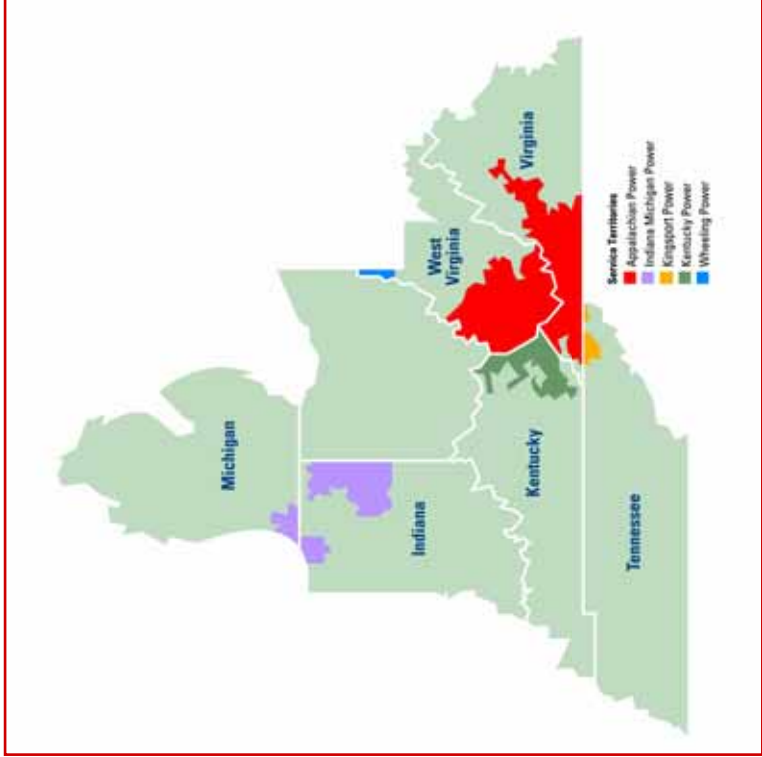 Michigan
Indiana
West
Virginia
Virginia
Kentucky
Tennessee
Service Territories
Appalachian Power
Indiana Michigan Power
Kingsport Power
Kentucky Power
Wheeling Power